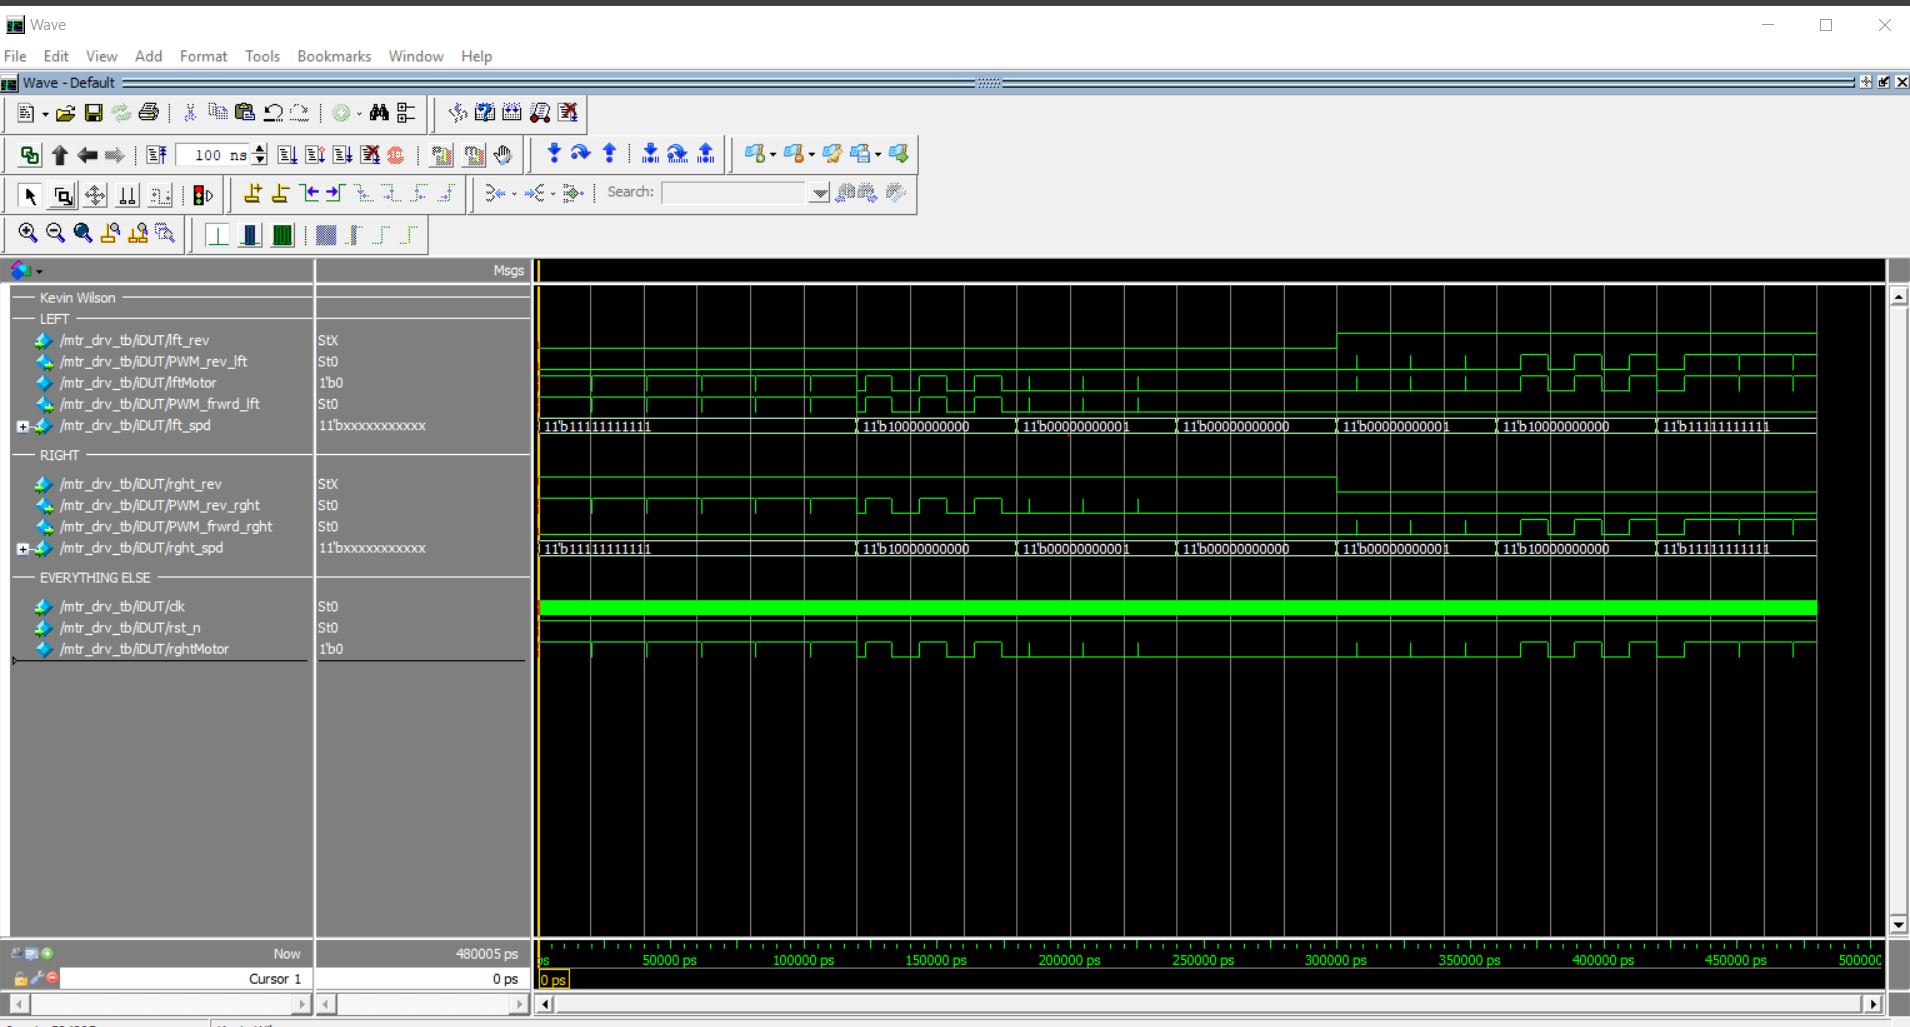 Wave
File Edit View Add Format Tools Bookmarks Window Help
Wave - Default
100 ns
Search:
Msgs
Kevin Wilson
LEFT
/mtr_drv_tb/iDUT/lft_rev StX
/mtr_drv_tb/iDUT/PWM_rev_lft St0
/mtr_drv_tb/iDUT/lftMotor 1'b0
/mtr_drv_tb/iDUT/PWM_frwrd_lft St0
/mtr_drv_tb/iDUT/lft_spd 11'bxxxxxxxxxxx 11'b11111111111 11'b10000000000 11'b00000000001 11'b00000000000 11'b00000000001 11'b10000000000 11'b11111111111
RIGHT
/mtr_drv_tb/iDUT/rght_rev StX
/mtr_drv_tb/iDUT/PWM_rev_rght St0
/mtr_drv_tb/iDUT/PWM_frwrd_rght St0
/mtr_drv_tb/iDUT/rght_spd 11'bxxxxxxxxxxx 11'b11111111111 11'b10000000000 11'b00000000001 11'b00000000000 11'b00000000001 11'b10000000000 11'b11111111111
EVERYTHING ELSE
/mtr_drv_tb/iDUT/clk St0
/mtr_drv_tb/iDUT/rst_n St0
/mtr_drv_tb/iDUT/rghtMotor 1'b0
Now 480005 ps ps 50000 ps 100000 ps 150000 ps 200000 ps 250000 ps 300000 ps 350000 ps 400000 ps 450000 ps 500000
Cursor 1 0 ps 0 ps